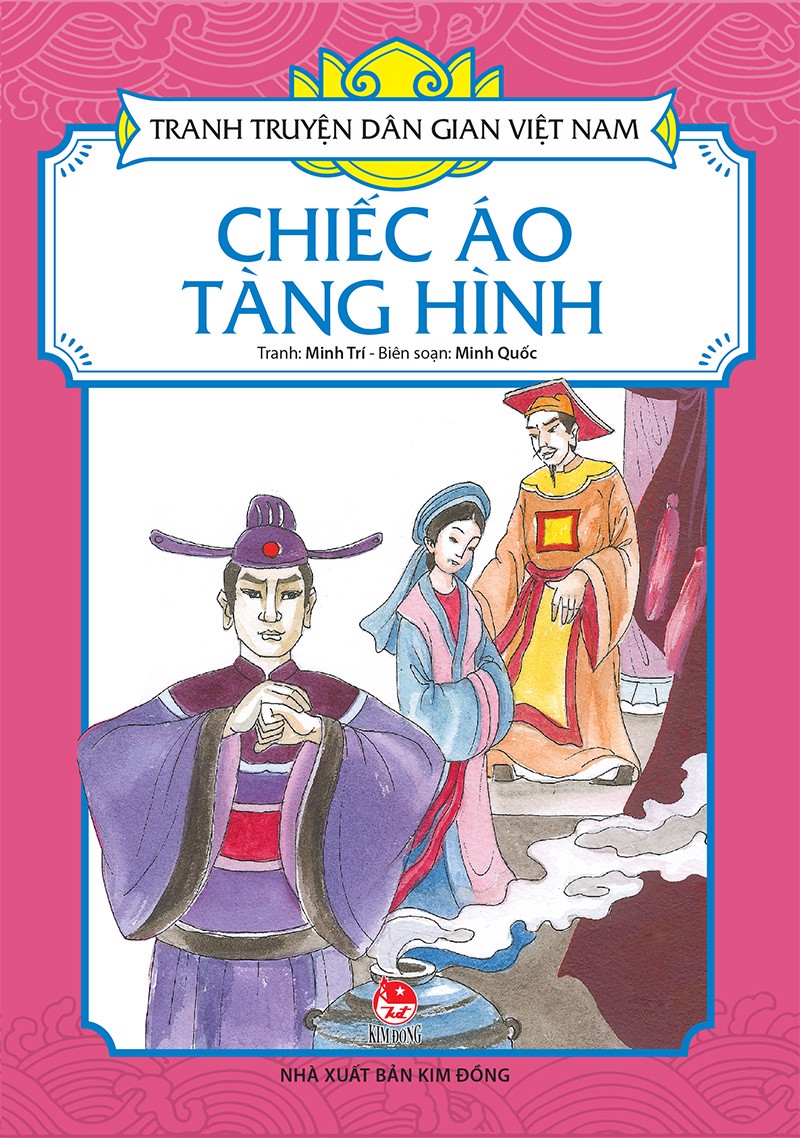 TRANH TRUYỆN DÂN GIAN VIỆT NAM
CHIẾC ÁO
TÀNG HÌNH
Tranh: Minh Trí - Biên soạn: Minh Quốc
KIM ĐỒNG
NHÀ XUẤT BẢN KIM ĐỒNG